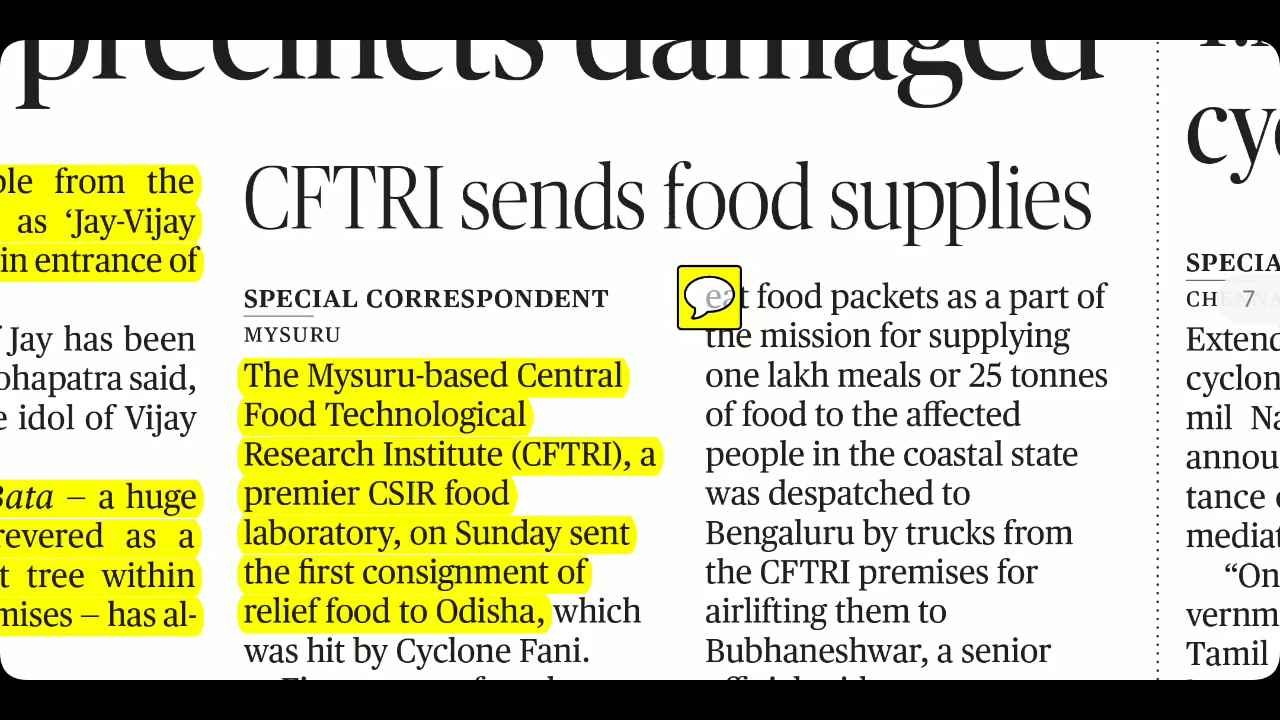 precincts damaged
ple from the
as ‘Jay-Vijay
in entrance of
Jay has been
ohapatra said,
e idol of Vijay
Bata – a huge
revered as a
t tree within
mises – has al-
CFTRI sends food supplies
SPECIAL CORRESPONDENT
MYSURU
The Mysuru-based Central
Food Technological
Research Institute (CFTRI), a
premier CSIR food
laboratory, on Sunday sent
the first consignment of
relief food to Odisha, which
was hit by Cyclone Fani.
eat food packets as a part of
the mission for supplying
one lakh meals or 25 tonnes
of food to the affected
people in the coastal state
was despatched to
Bengaluru by trucks from
the CFTRI premises for
airlifting them to
Bubhaneshwar, a senior
cyc
SPECIA
CHENNA
7
Extend
cyclon
mil Na
annou
tance
mediat
“On
vernm
Tamil